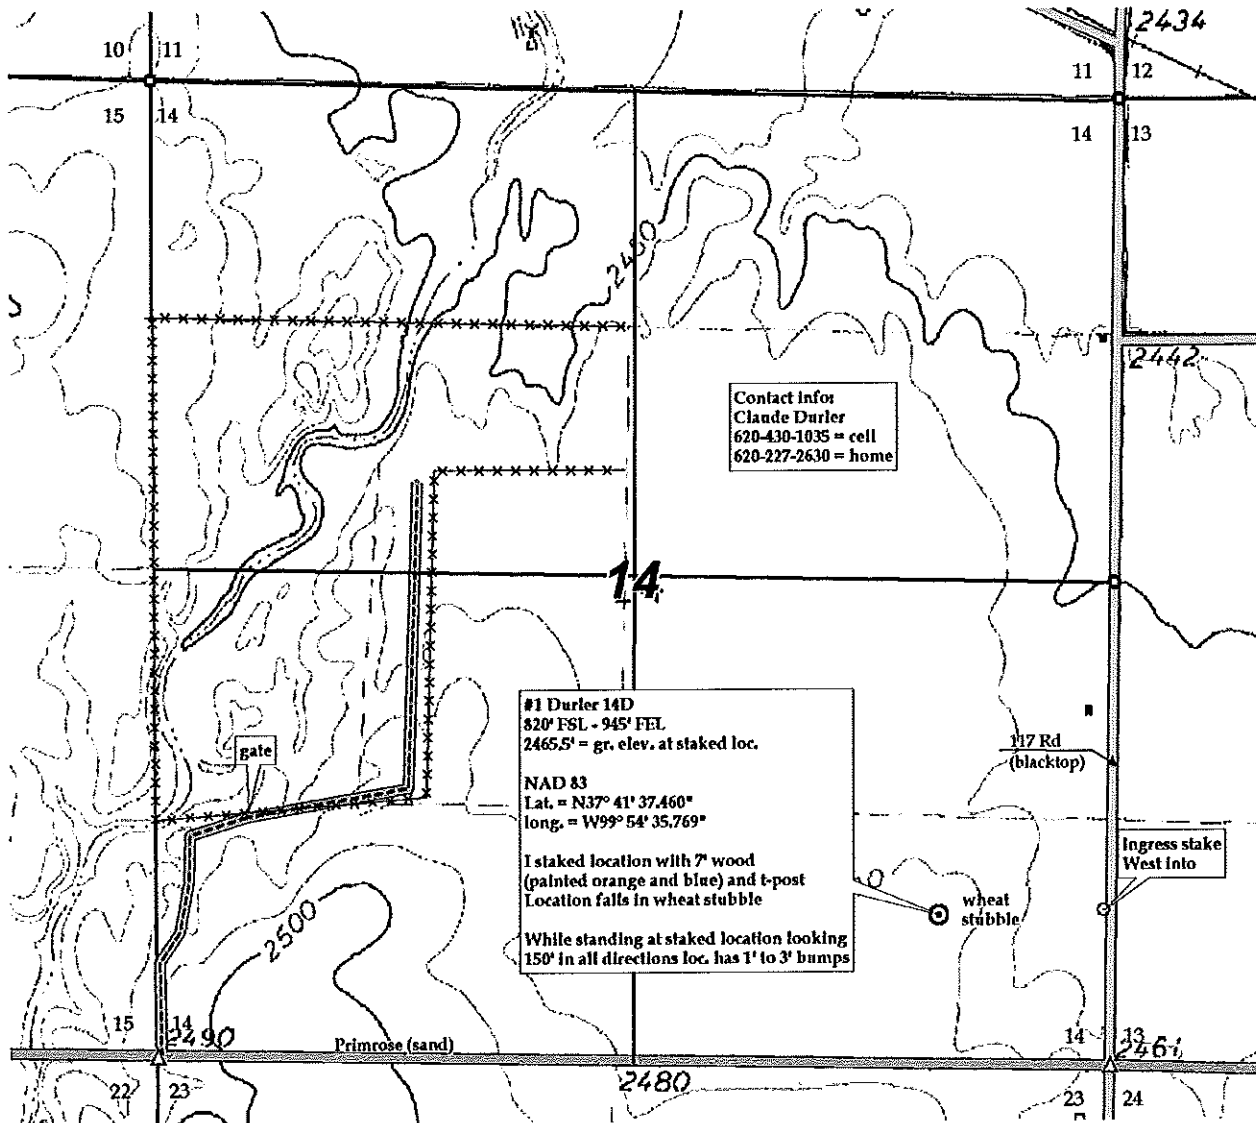 2434
10 11
11 12
15 14
14 13
2460
2442
Contact info:
Claude Durler
620-430-1035 = cell
620-227-2630 = home
14
#1 Durler 14D
820' FSL - 945' FEL
2465.5' = gr. elev. at staked loc.
NAD 83
Lat. = N37° 41' 37.460"
long. = W99° 54' 35.769"
I staked location with 7' wood
(painted orange and blue) and t-post
Location falls in wheat stubble
While standing at staked location looking
150' in all directions loc. has 1' to 3' bumps
gate
117 Rd
(blacktop)
Ingress stake
West into
wheat
stubble
2500
15 14
2490
Primrose (sand)
14 13
22 23
2480
23 24